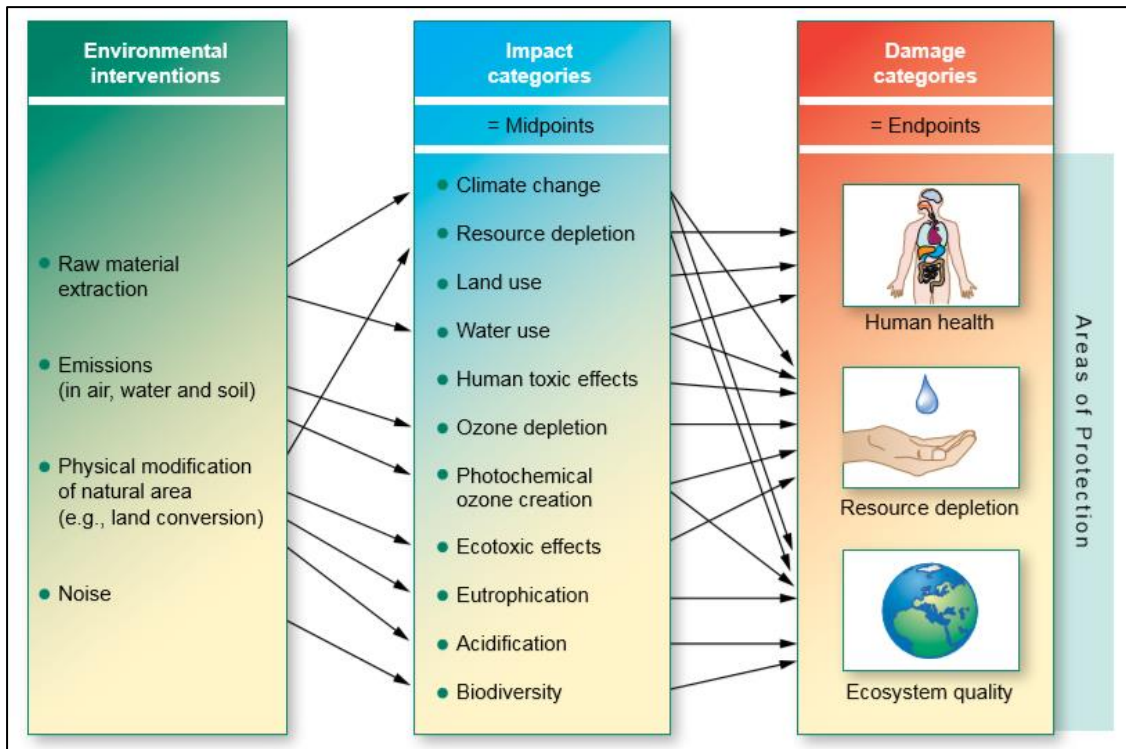 Environmental
interventions
Raw material
extraction
Emissions
(in air, water and soil)
Physical modification
of natural area
(e.g., land conversion)
Noise
Impact
categories
= Midpoints
Climate change
Resource depletion
Land use
Water use
Human toxic effects
Ozone depletion
Photochemical
ozone creation
Ecotoxic effects
Eutrophication
Acidification
Biodiversity
Damage
categories
= Endpoints
Human health
Resource depletion
Ecosystem quality
Areas of Protection